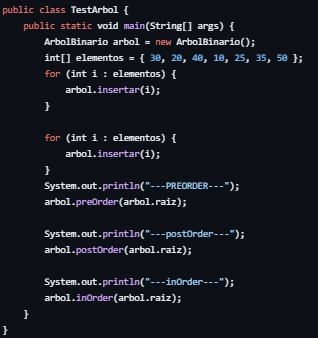 public class TestArbol {
    public static void main(String[] args) {
        ArbolBinario arbol = new ArbolBinario();
        int[] elementos = { 30, 20, 40, 10, 25, 35, 50 };
        for (int i : elementos) {
            arbol.insertar(i);
        }

        for (int i : elementos) {
            arbol.insertar(i);
        }
        System.out.println("---PREORDER---");
        arbol.preOrder(arbol.raiz);

        System.out.println("---postOrder---");
        arbol.postOrder(arbol.raiz);

        System.out.println("---inOrder---");
        arbol.inOrder(arbol.raiz);
    }
}